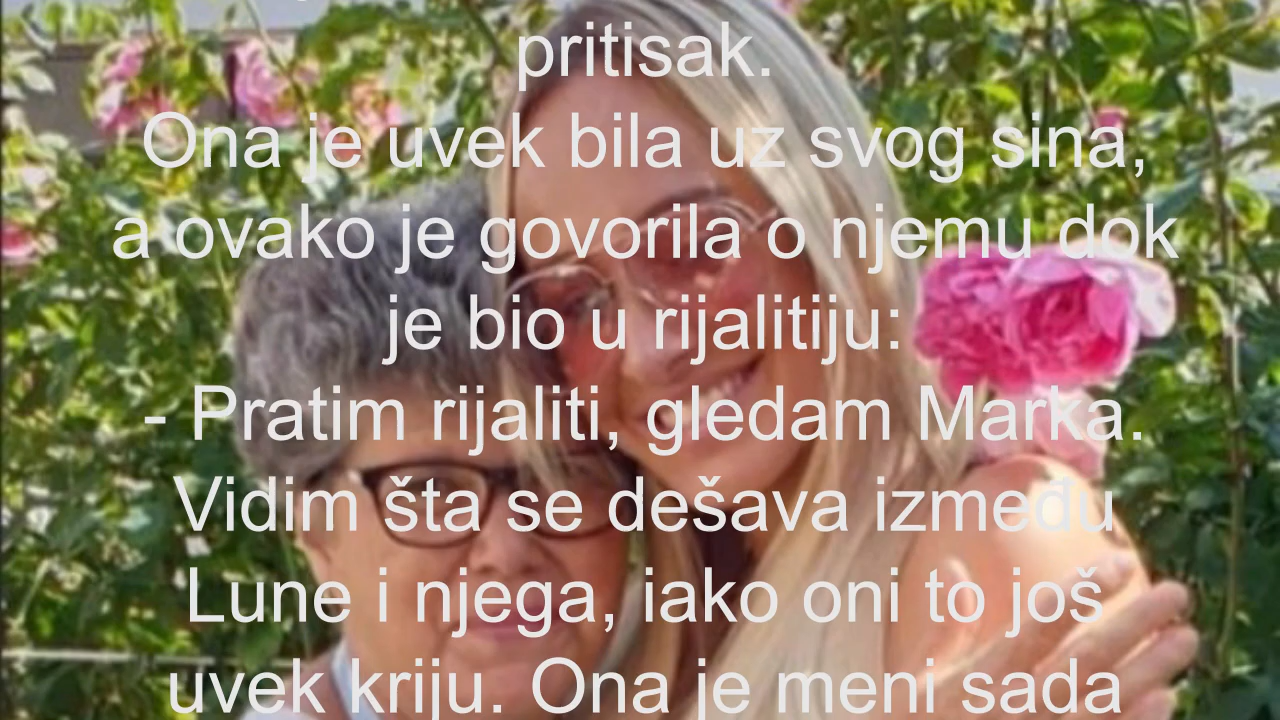 pritisak.
Ona je uvek bila uz svog sina,
a ovako je govorila o njemu dok
je bio u rijalitiju:
- Pratim rijaliti, gledam Marka.
Vidim šta se dešava između
Lune i njega, iako oni to još
uvek kriju. Ona je meni sada